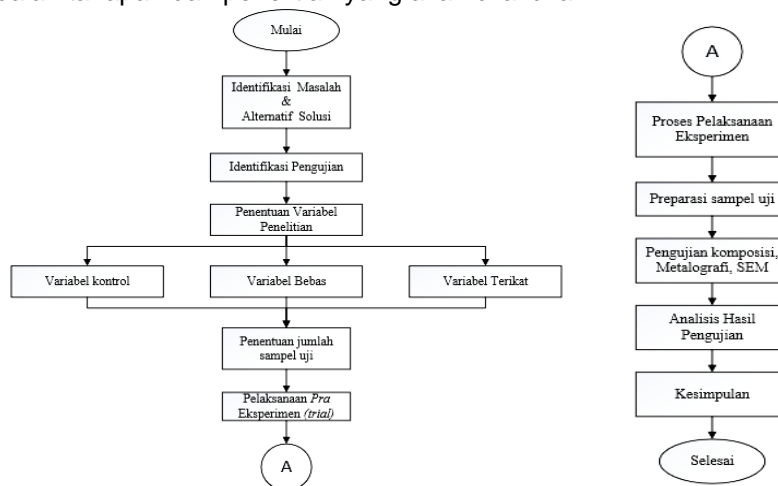 Mulai
Identifikasi Masalah
&
Alternatif Solusi
Identifikasi Pengujian
Penentuan Variabel
Penelitian
Variabel kontrol
Variabel Bebas
Variabel Terikat
Penentuan jumlah
sampel uji
Pelaksanaan Pra
Eksperimen (trial)
A
A
Proses Pelaksanaan
Eksperimen
Preparasi sampel uji
Pengujian komposisi,
Metalografi, SEM
Analisis Hasil
Pengujian
Kesimpulan
Selesai